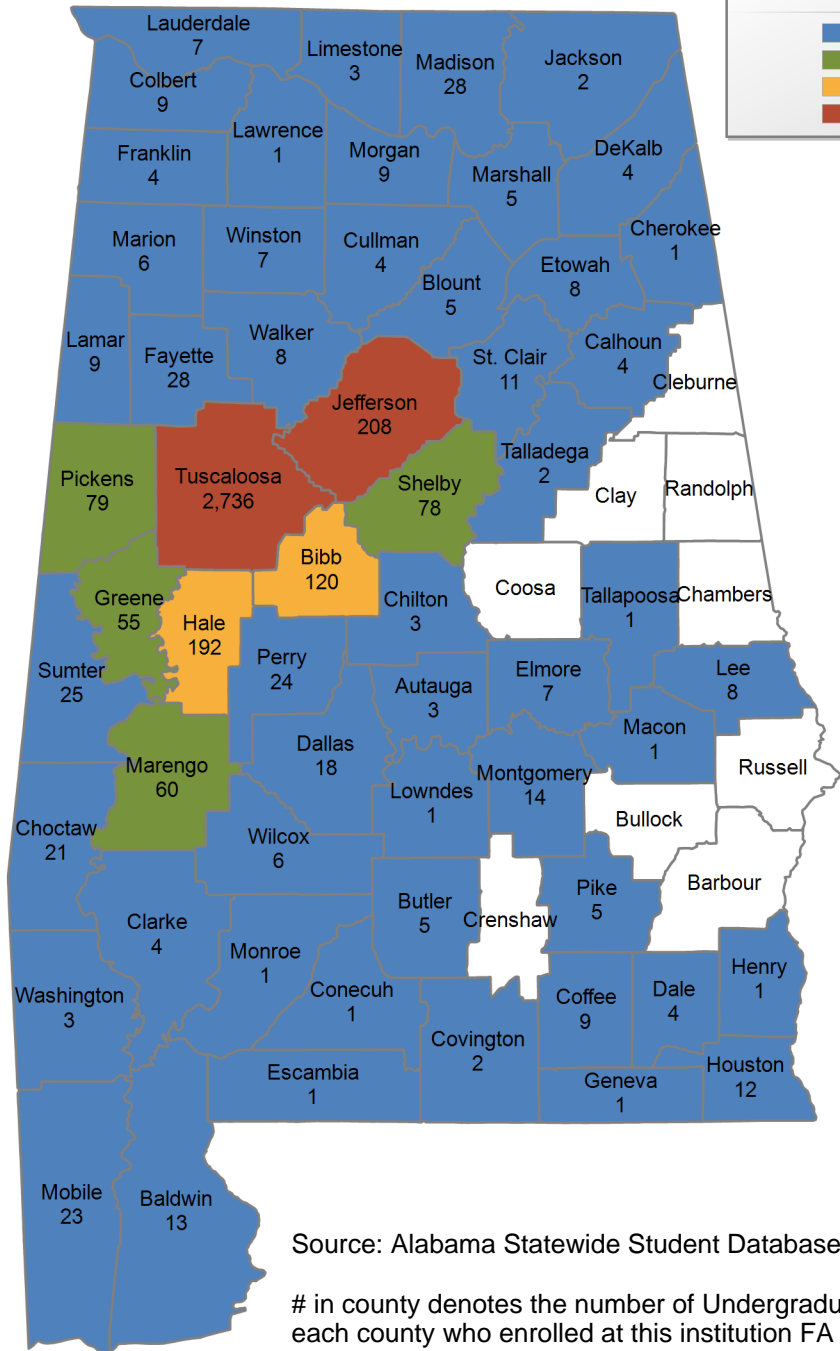 Lauderdale
7
Limestone
3
Madison
28
Jackson
2
Colbert
9
Lawrence
1
Franklin
4
Morgan
9
DeKalb
4
Marshall
5
Marion
6
Winston
7
Cullman
4
Cherokee
1
Etowah
8
Blount
5
Lamar
9
Fayette
28
Walker
8
St. Clair
11
Calhoun
4
Cleburne
Jefferson
208
Talladega
2
Pickens
79
Tuscaloosa
2,736
Shelby
78
Clay
Randolph
Bibb
120
Greene
55
Hale
192
Chilton
3
Coosa
Tallapoosa
1
Chambers
Sumter
25
Perry
24
Autauga
3
Elmore
7
Lee
8
Macon
1
Dallas
18
Marengo
60
Lowndes
1
Montgomery
14
Russell
Bullock
Choctaw
21
Wilcox
6
Barbour
Butler
5
Crenshaw
Pike
5
Clarke
4
Monroe
1
Conecuh
1
Washington
3
Coffee
9
Dale
4
Henry
1
Covington
2
Escambia
1
Geneva
1
Houston
12
Mobile
23
Baldwin
13
Source: Alabama Statewide Student Database
# in county denotes the number of Undergradu
each county who enrolled at this institution FA